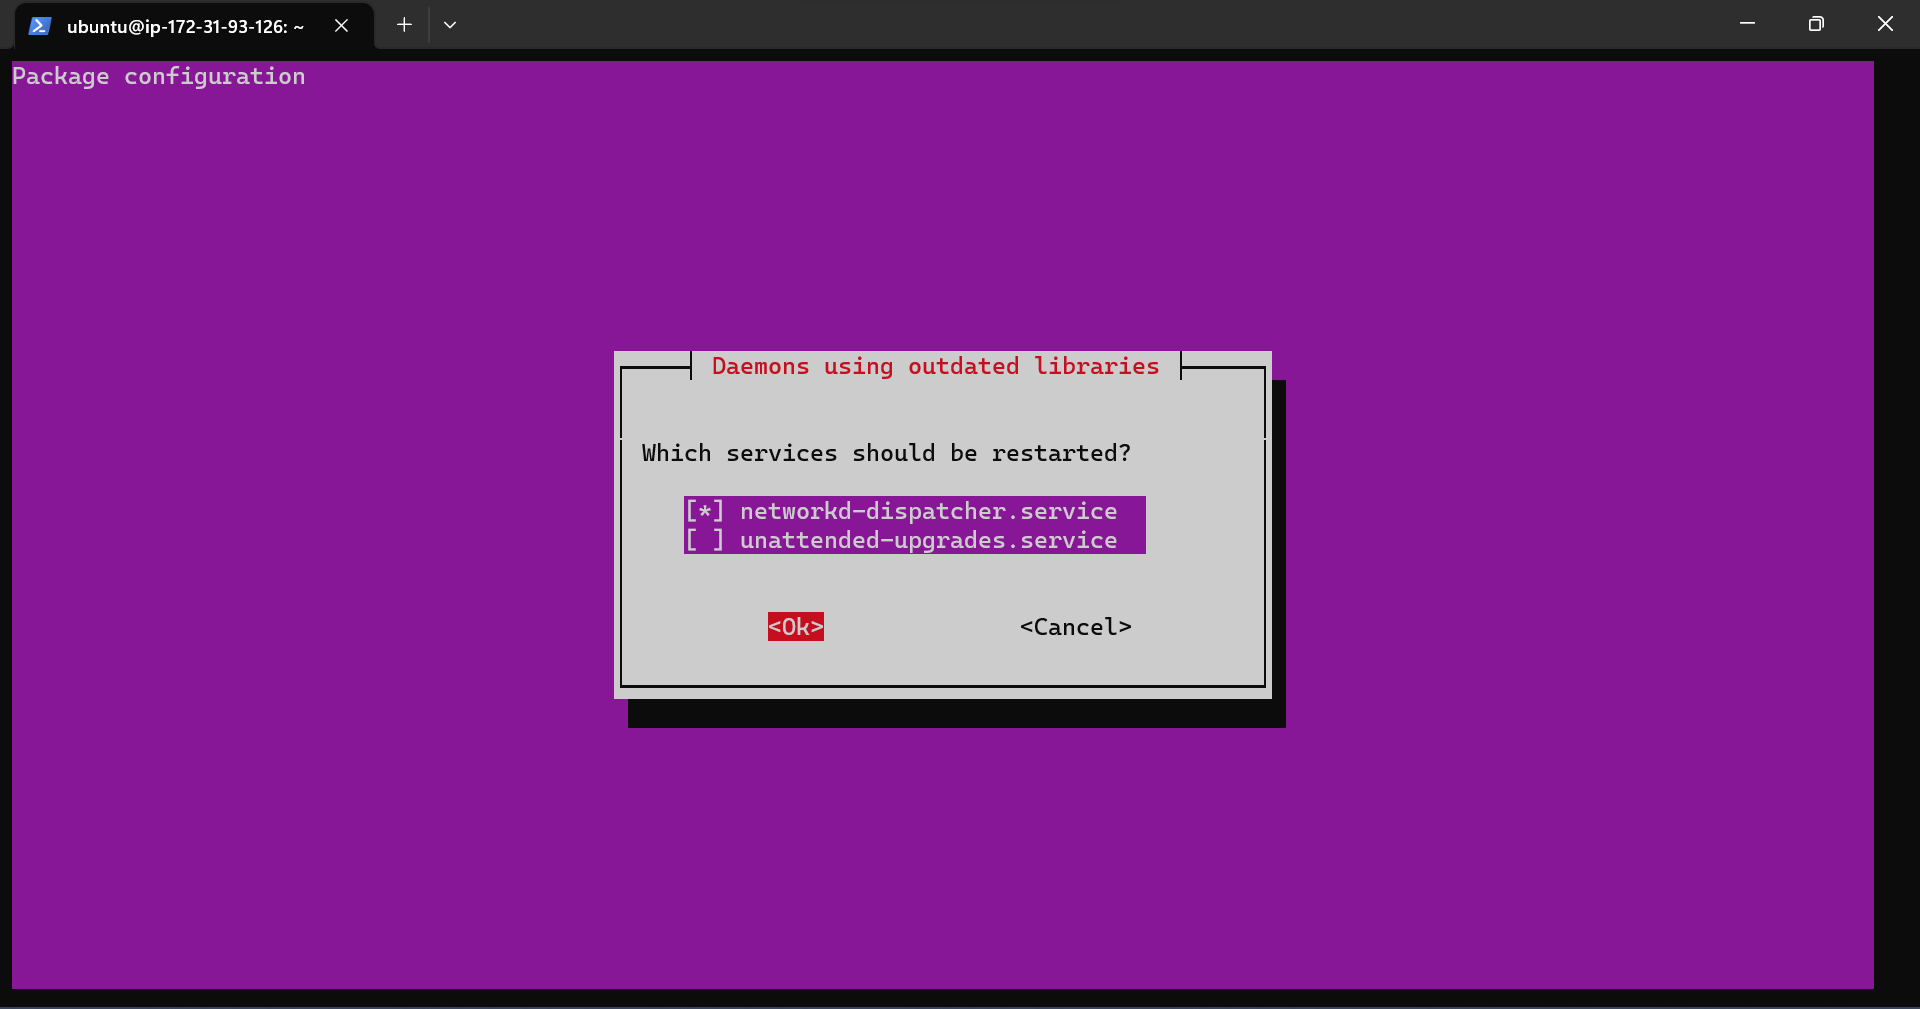 ubuntu@ip-172-31-93-126: ~
Package configuration
Daemons using outdated libraries
Which services should be restarted?
[*] networkd-dispatcher.service
[ ] unattended-upgrades.service
<Ok> <Cancel>